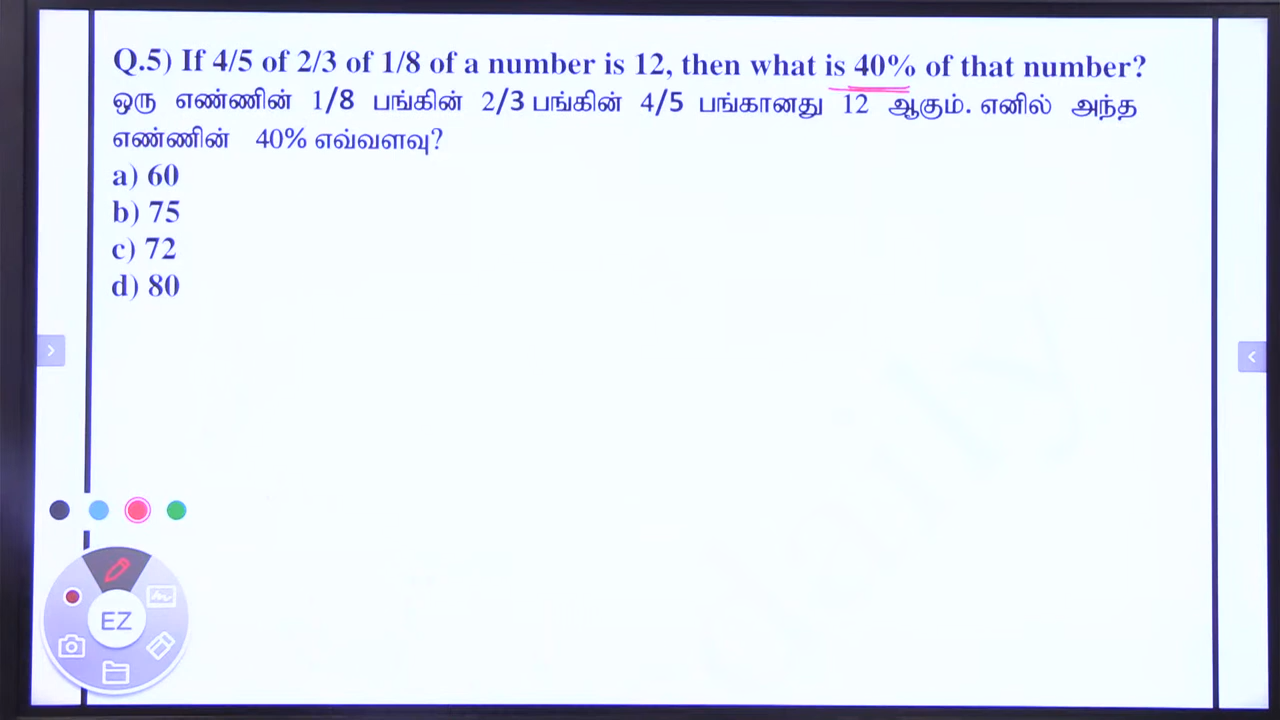 Q.5) If 4/5 of 2/3 of 1/8 of a number is 12, then what is 40% of that number?
ஒரு எண்ணின் 1/8 பங்கின் 2/3 பங்கின் 4/5 பங்கானது 12 ஆகும். எனில் அந்த
எண்ணின் 40% எவ்வளவு?
a) 60
b) 75
c) 72
d) 80
EZ